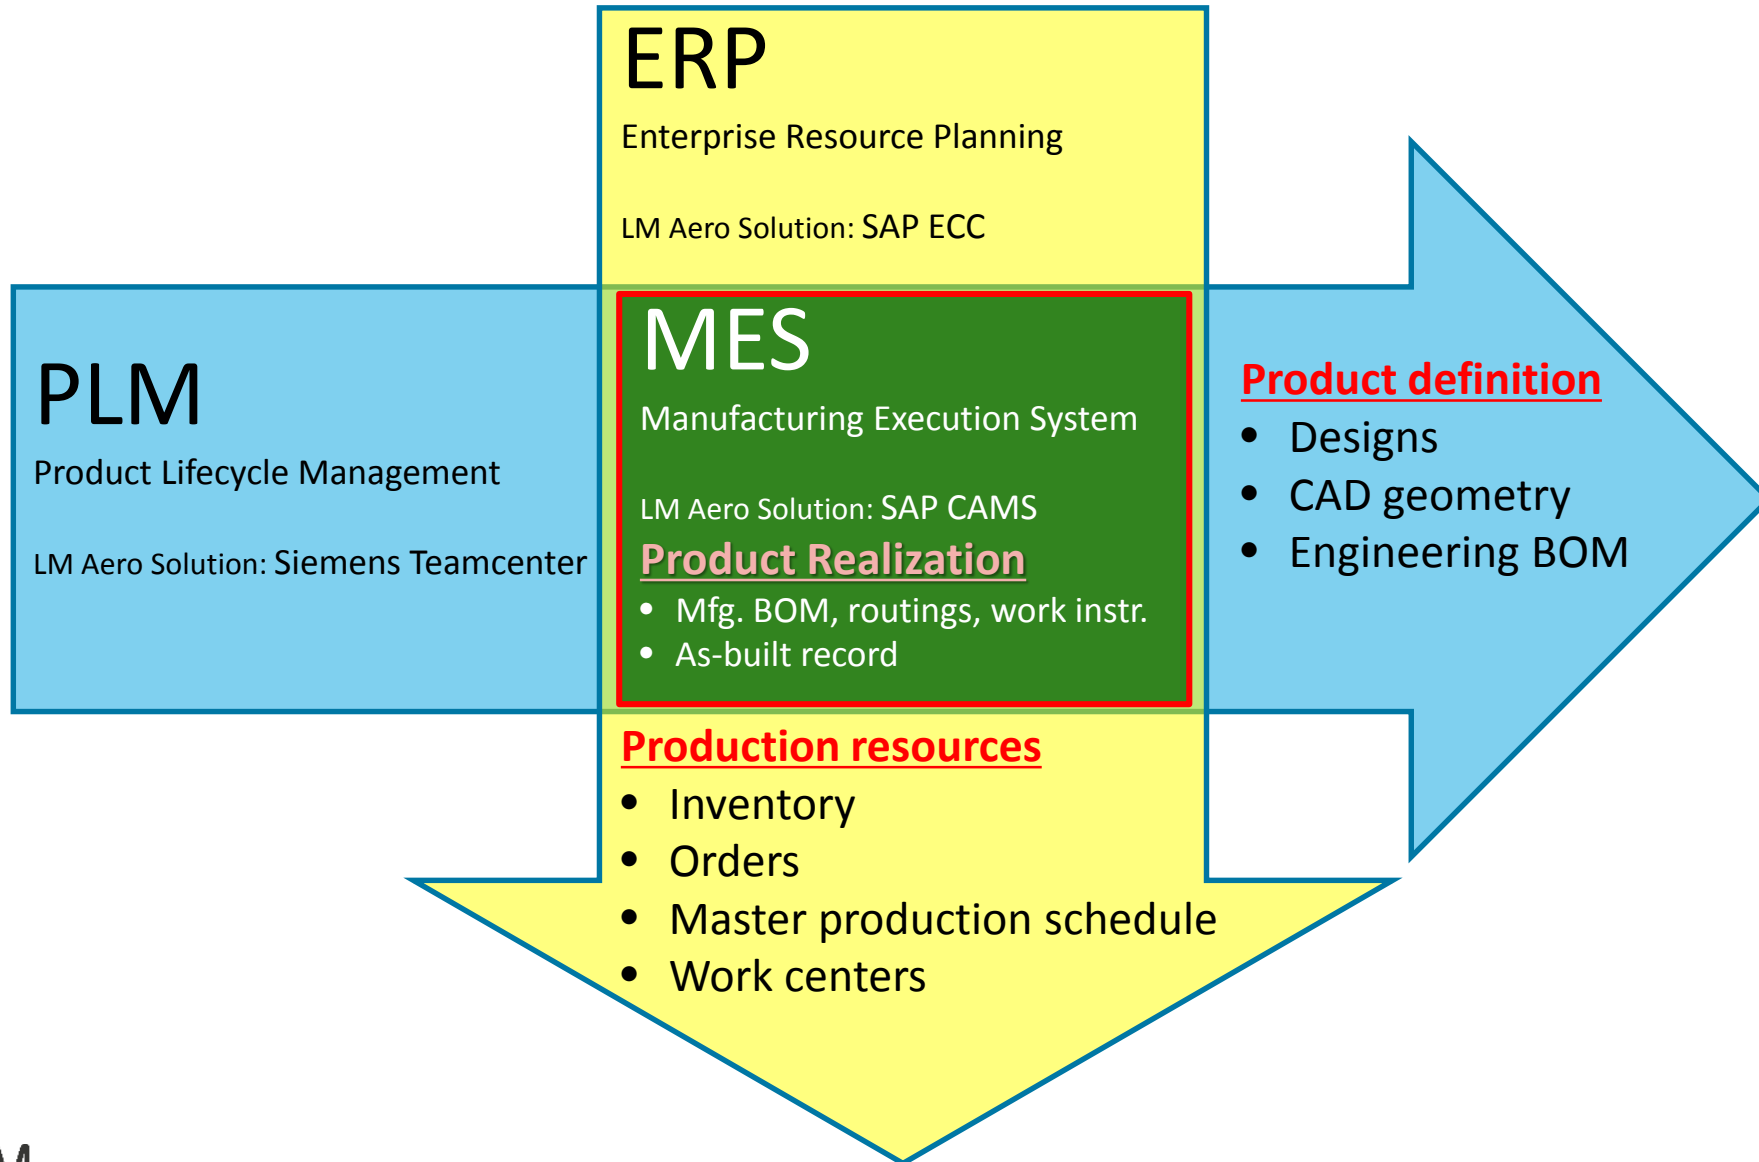 ERP
Enterprise Resource Planning
LM Aero Solution: SAP ECC
PLM
Product Lifecycle Management
LM Aero Solution: Siemens Teamcenter
MES
Manufacturing Execution System
LM Aero Solution: SAP CAMS
Product Realization
• Mfg. BOM, routings, work instr.
• As-built record
Product definition
• Designs
• CAD geometry
• Engineering BOM
Production resources
• Inventory
• Orders
• Master production schedule
• Work centers